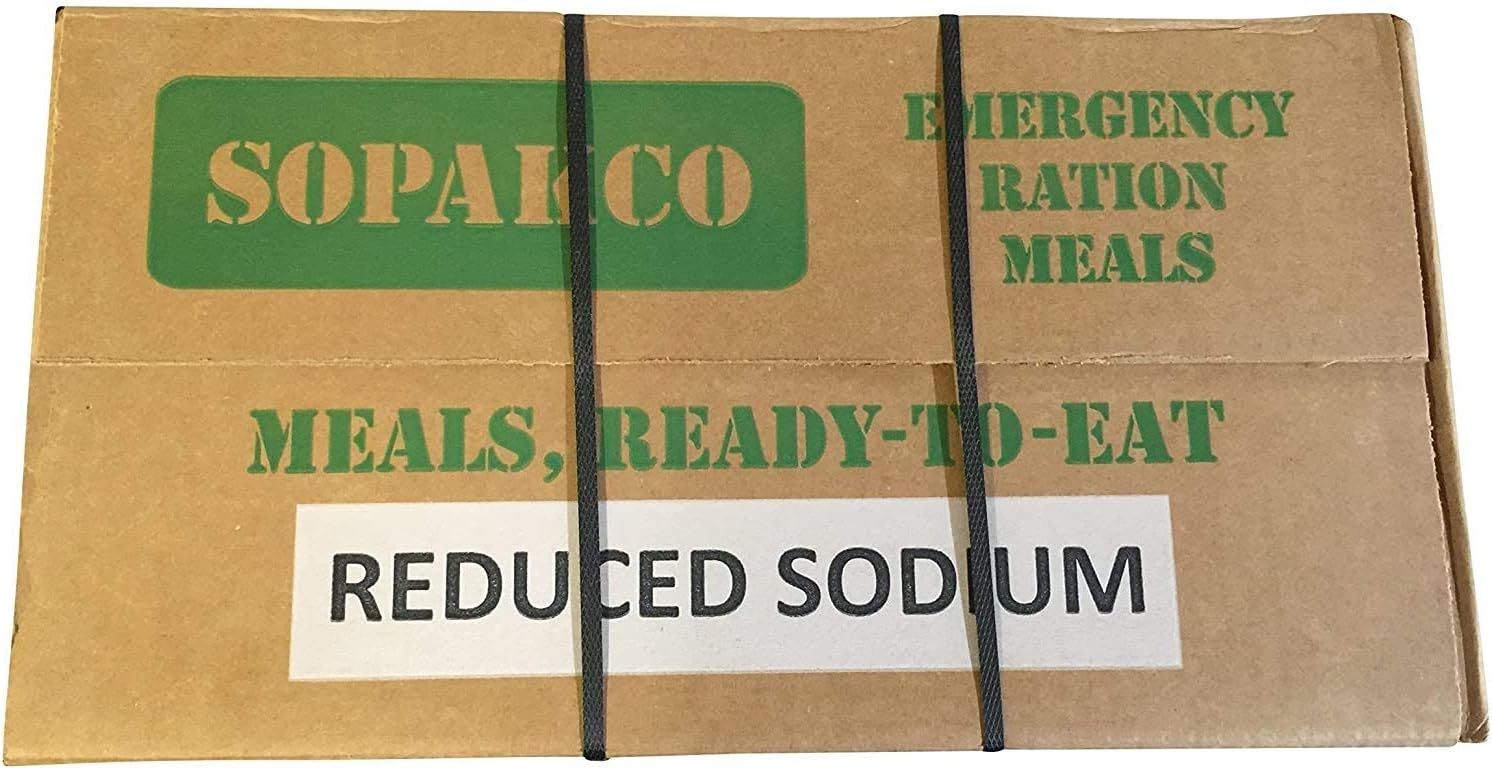 SOPAKCO
EMERGENCY
RATION
MEALS
MEALS, READY-TO-EAT
REDUCED SODIUM